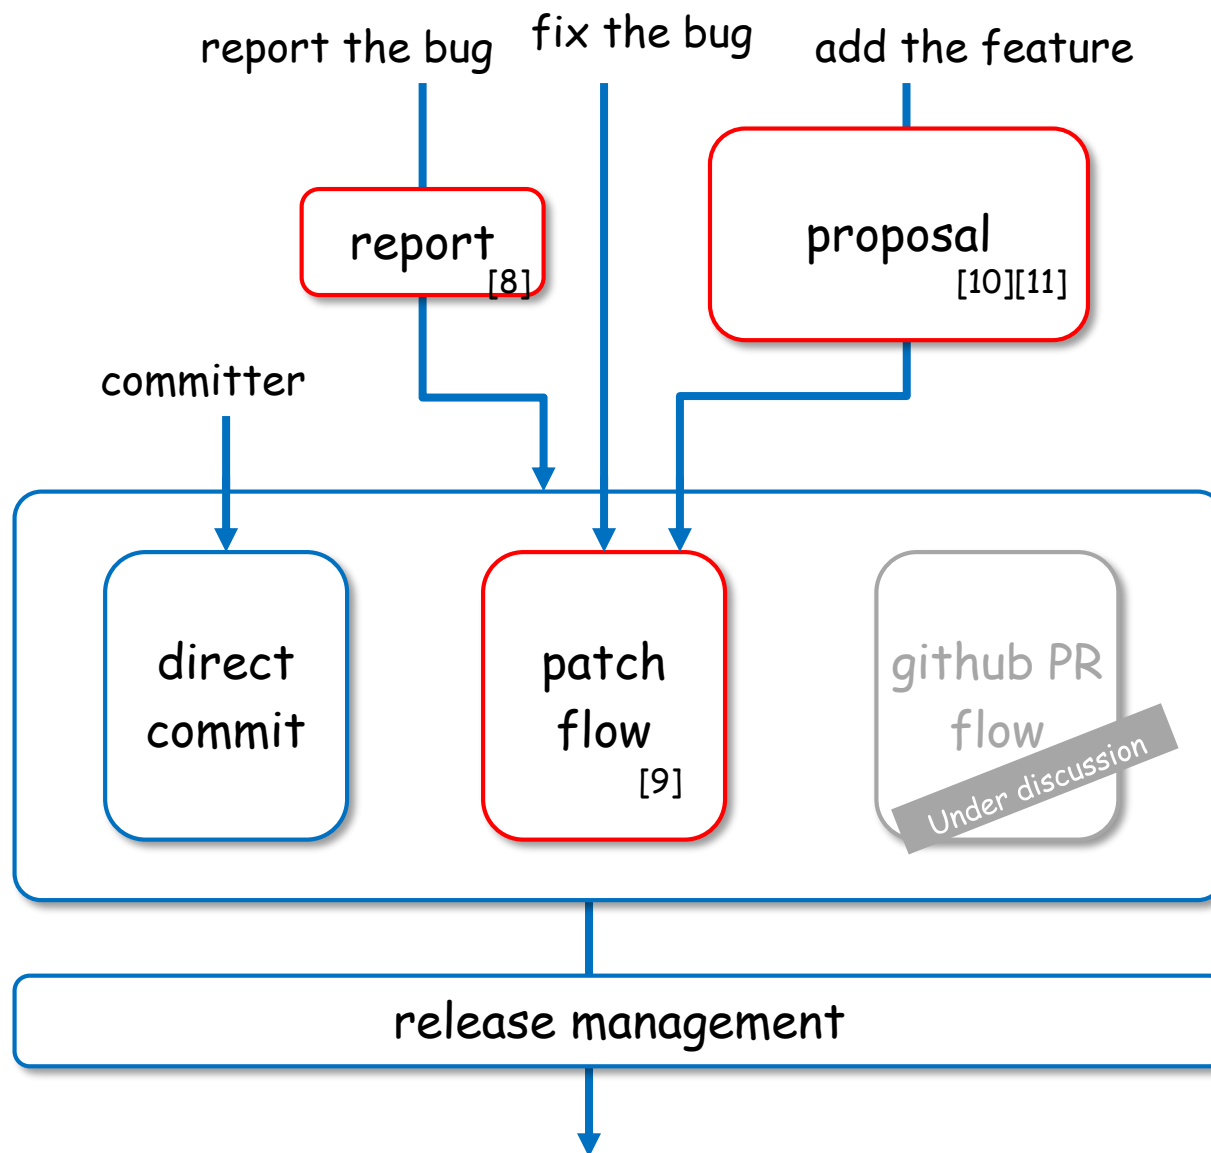 report the bug
fix the bug
add the feature
report
[8]
proposal
[10][11]
committer
direct
commit
patch
flow
[9]
github PR
flow
Under discussion
release management